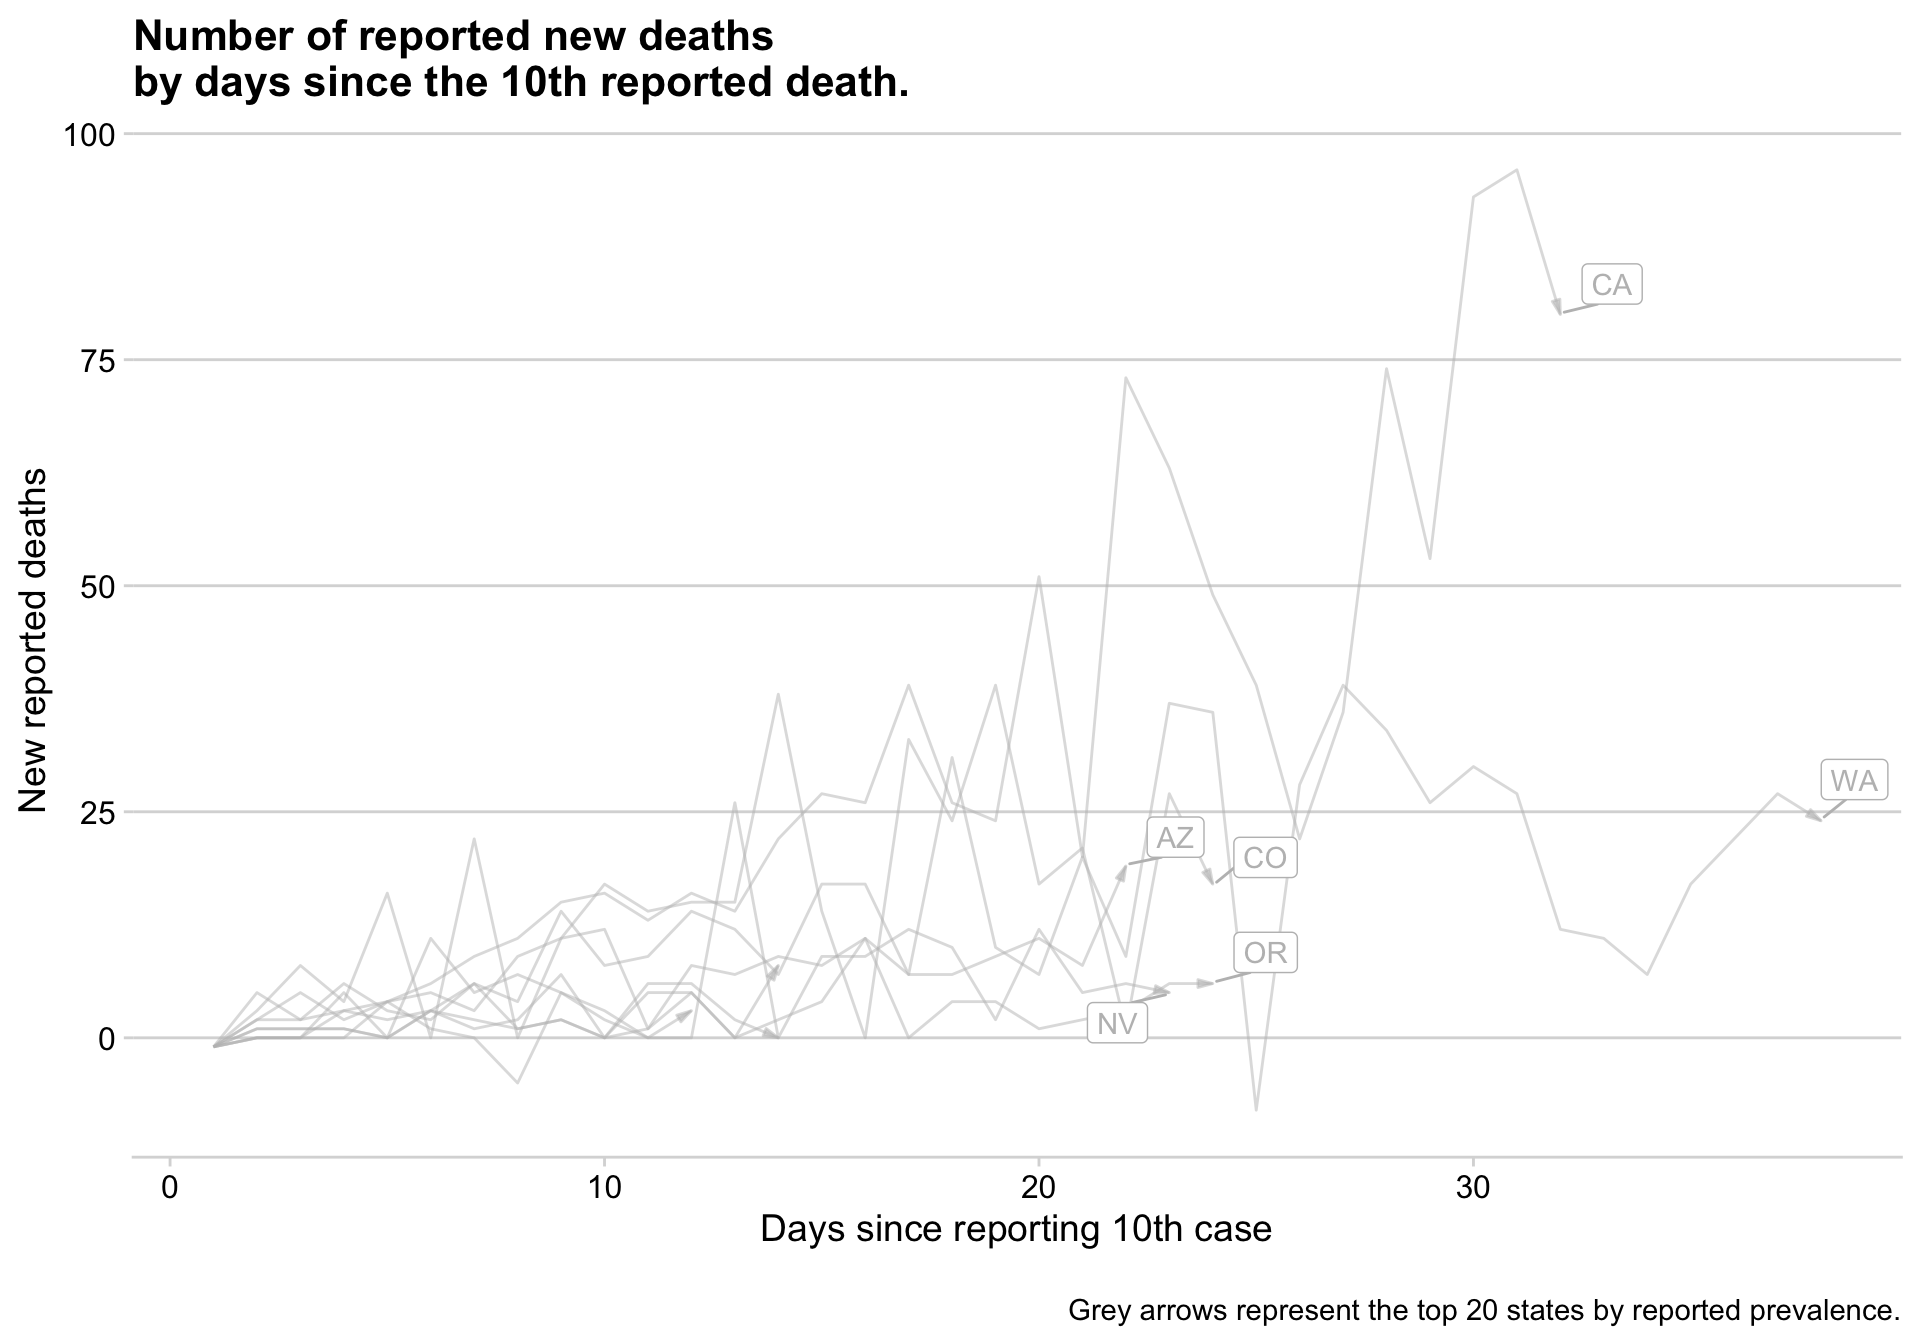 Number of reported new deaths
by days since the 10th reported death.
100
75
50
25
0
New reported deaths
CA
WA
AZ
CO
OR
NV
0 10 20 30
Days since reporting 10th case
Grey arrows represent the top 20 states by reported prevalence.